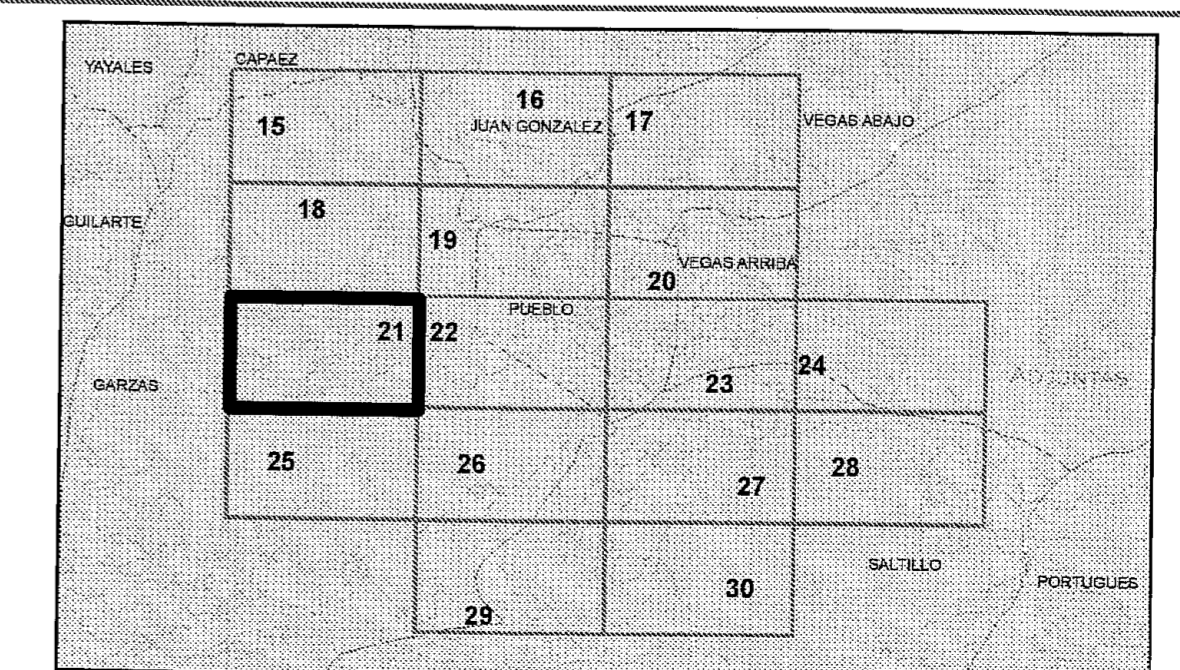 CAPAEZ
YAYALES
16
15
JUAN GONZALEZ
17
VEGAS ABAJO
18
GUILARTE
19
VEGAS ARRIBA
20
PUEBLO
21
22
24
GARZAS
23
ADJUNTAS
25
26
28
27
SALTILLO
30
PORTUGUES
29